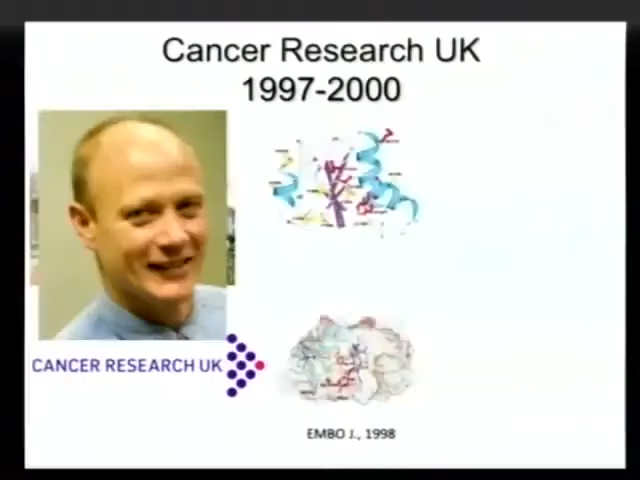 Cancer Research UK
1997-2000
CANCER RESEARCH UK
EMBO J., 1998